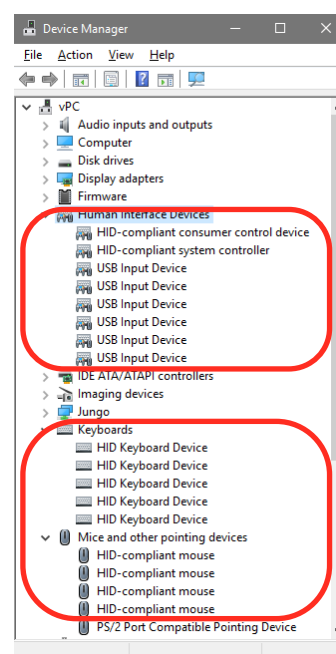 Device Manager
File Action View Help
vPC
Audio inputs and outputs
Computer
Disk drives
Display adapters
Firmware
Human Interface Devices
HID-compliant consumer control device
HID-compliant system controller
USB Input Device
USB Input Device
USB Input Device
USB Input Device
USB Input Device
USB Input Device
IDE ATA/ATAPI controllers
Imaging devices
Jungo
Keyboards
HID Keyboard Device
HID Keyboard Device
HID Keyboard Device
HID Keyboard Device
HID Keyboard Device
Mice and other pointing devices
HID-compliant mouse
HID-compliant mouse
HID-compliant mouse
HID-compliant mouse
PS/2 Port Compatible Pointing Device